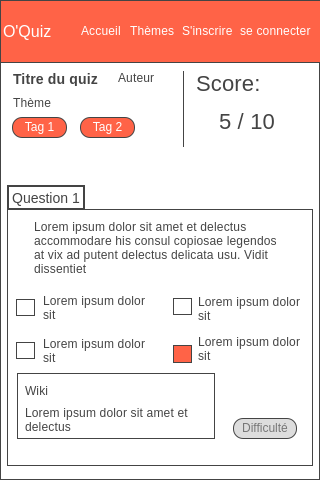 O'Quiz
Accueil Thèmes S'inscrire se connecter
Titre du quiz Auteur
Thème
Tag 1 Tag 2
Score:
5 / 10
Question 1
Lorem ipsum dolor sit amet et delectus
accommodare his consul copiosae legendos
at vix ad putent delectus delicata usu. Vidit
dissentiet
Lorem ipsum dolor
sit
Lorem ipsum dolor
sit
Lorem ipsum dolor
sit
Lorem ipsum dolor
sit
Wiki
Lorem ipsum dolor sit amet et
delectus
Difficulté